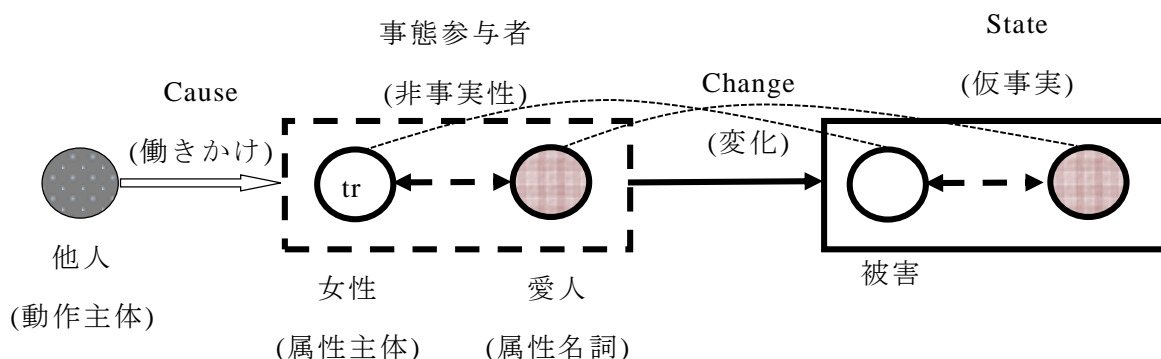 State
事態参与者
(仮事実)
Cause
Change
(非事実性)
(働きかけ)
(変化)
tr
他人
女性
愛人
被害
(動作主体)
(属性主体)
(属性名詞)